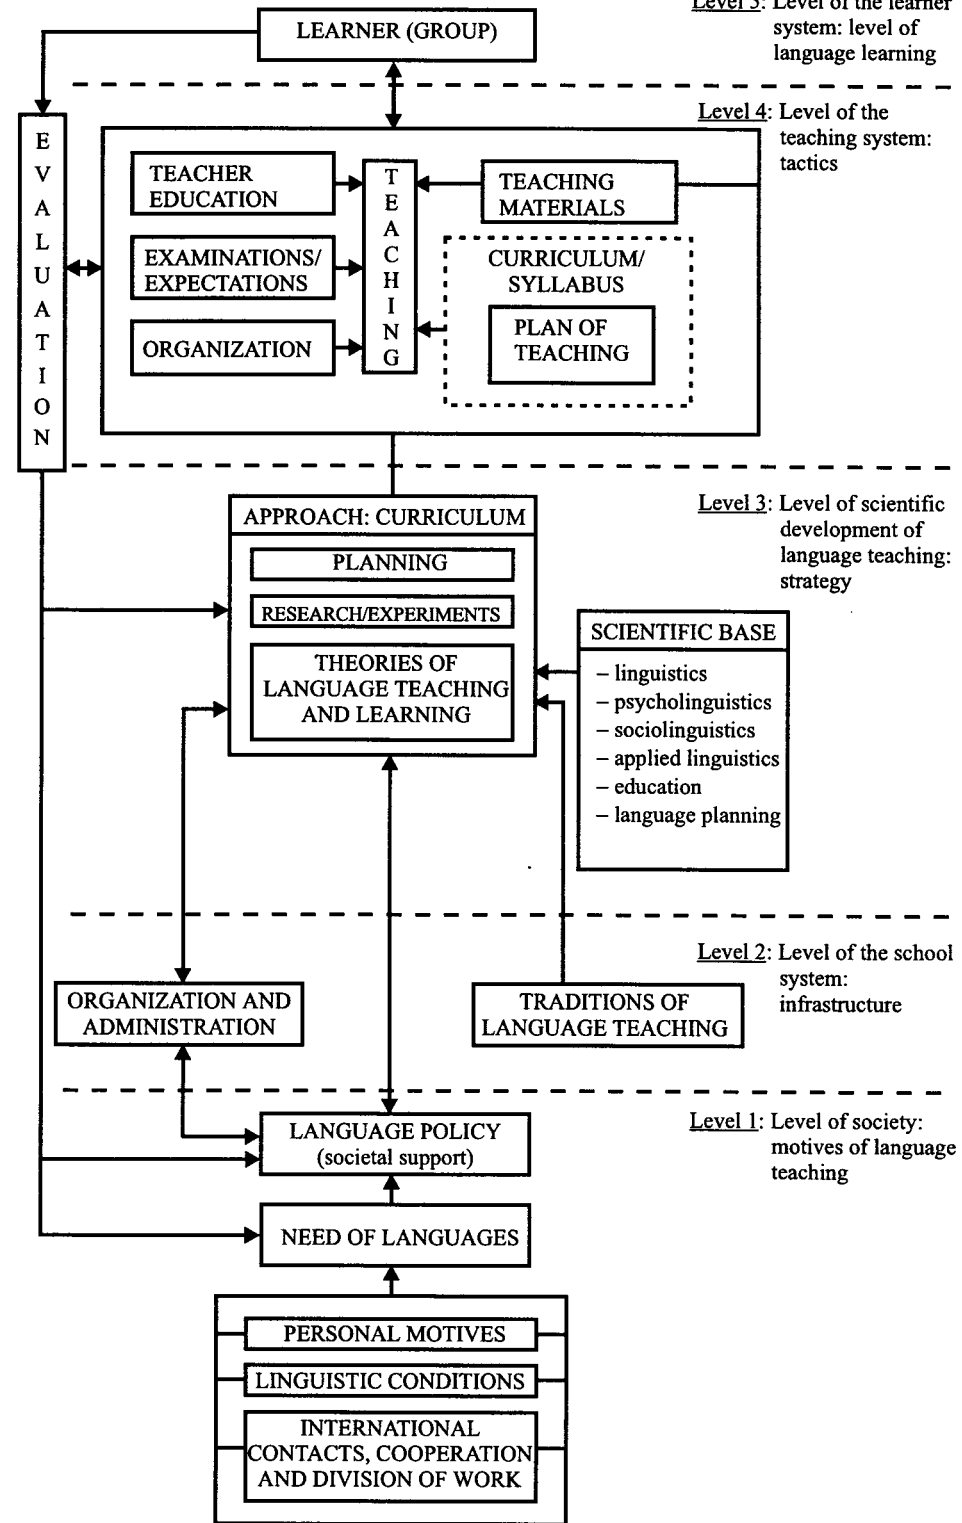 Level 5: Level of the learner
system: level of
language learning
LEARNER (GROUP)
Level 4: Level of the
teaching system:
tactics
EVALUATION
TEACHER
EDUCATION
EXAMINATIONS/
EXPECTATIONS
ORGANIZATION
TEACHING
TEACHING
MATERIALS
CURRICULUM/
SYLLABUS
PLAN OF
TEACHING
Level 3: Level of scientific
development of
language teaching:
strategy
APPROACH: CURRICULUM
PLANNING
RESEARCH/EXPERIMENTS
THEORIES OF
LANGUAGE TEACHING
AND LEARNING
SCIENTIFIC BASE
– linguistics
– psycholinguistics
– sociolinguistics
– applied linguistics
– education
– language planning
Level 2: Level of the school
system:
infrastructure
ORGANIZATION AND
ADMINISTRATION
TRADITIONS OF
LANGUAGE TEACHING
Level 1: Level of society:
motives of language
teaching
LANGUAGE POLICY
(societal support)
NEED OF LANGUAGES
PERSONAL MOTIVES
LINGUISTIC CONDITIONS
INTERNATIONAL
CONTACTS, COOPERATION
AND DIVISION OF WORK